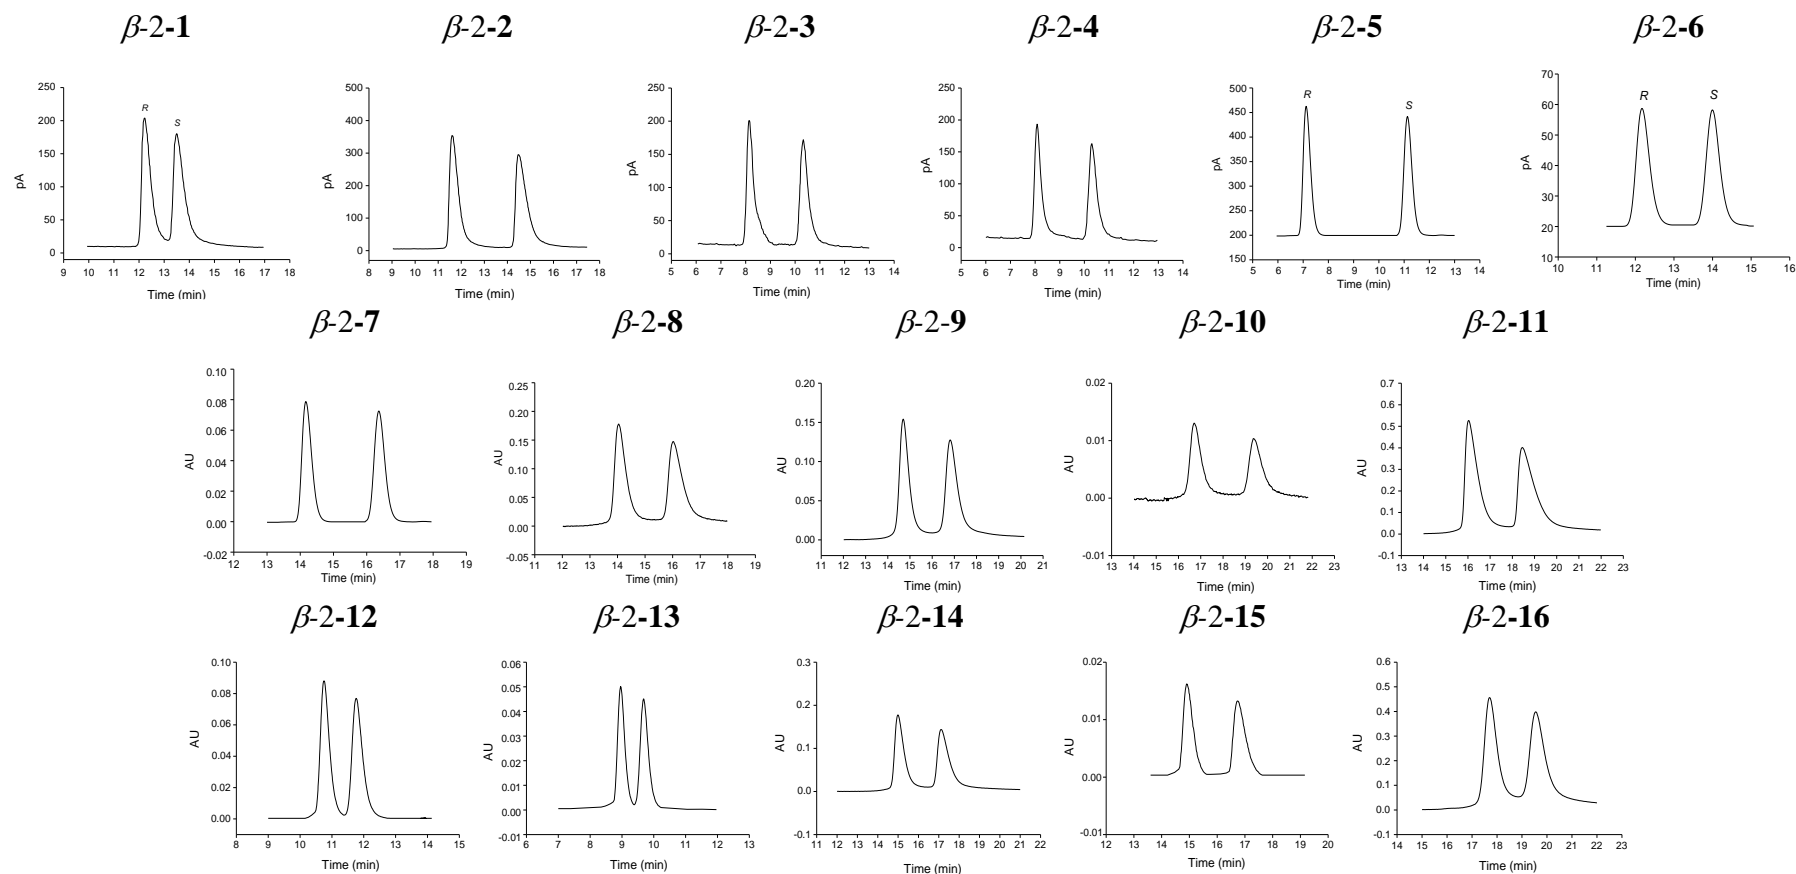 β-2-1
250
200
150
100
50
0
pA
R
S
9 10 11 12 13 14 15 16 17 18
Time (min)
β-2-2
500
400
300
200
100
0
pA
8 9 10 11 12 13 14 15 16 17 18
Time (min)
β-2-3
250
200
150
100
50
0
pA
5 6 7 8 9 10 11 12 13 14
Time (min)
β-2-4
250
200
150
100
50
0
pA
5 6 7 8 9 10 11 12 13 14
Time (min)
β-2-5
500
450
400
350
300
250
200
150
pA
R
S
5 6 7 8 9 10 11 12 13 14
Time (min)
β-2-6
70
60
50
40
30
20
10
pA
R
S
10 11 12 13 14 15 16
Time (min)
β-2-7
0.10
0.08
0.06
0.04
0.02
0.00
-0.02
AU
12 13 14 15 16 17 18 19
Time (min)
β-2-8
0.25
0.20
0.15
0.10
0.05
0.00
-0.05
AU
11 12 13 14 15 16 17 18 19
Time (min)
β-2-9
0.20
0.15
0.10
0.05
0.00
AU
11 12 13 14 15 16 17 18 19 20 21
Time (min)
β-2-10
0.02
0.01
0.00
-0.01
AU
13 14 15 16 17 18 19 20 21 22 23
Time (min)
β-2-11
0.7
0.6
0.5
0.4
0.3
0.2
0.1
0.0
-0.1
AU
13 14 15 16 17 18 19 20 21 22 23
Time (min)
β-2-12
0.10
0.08
0.06
0.04
0.02
0.00
AU
8 9 10 11 12 13 14 15
Time (min)
β-2-13
0.06
0.05
0.04
0.03
0.02
0.01
0.00
-0.01
AU
6 7 8 9 10 11 12 13
Time (min)
β-2-14
0.3
0.2
0.1
0.0
-0.1
AU
11 12 13 14 15 16 17 18 19 20 21 22
Time (min)
β-2-15
0.02
0.01
0.00
-0.01
AU
12 13 14 15 16 17 18 19 20
Time (min)
β-2-16
0.6
0.5
0.4
0.3
0.2
0.1
0.0
-0.1
AU
14 15 16 17 18 19 20 21 22 23
Time (min)